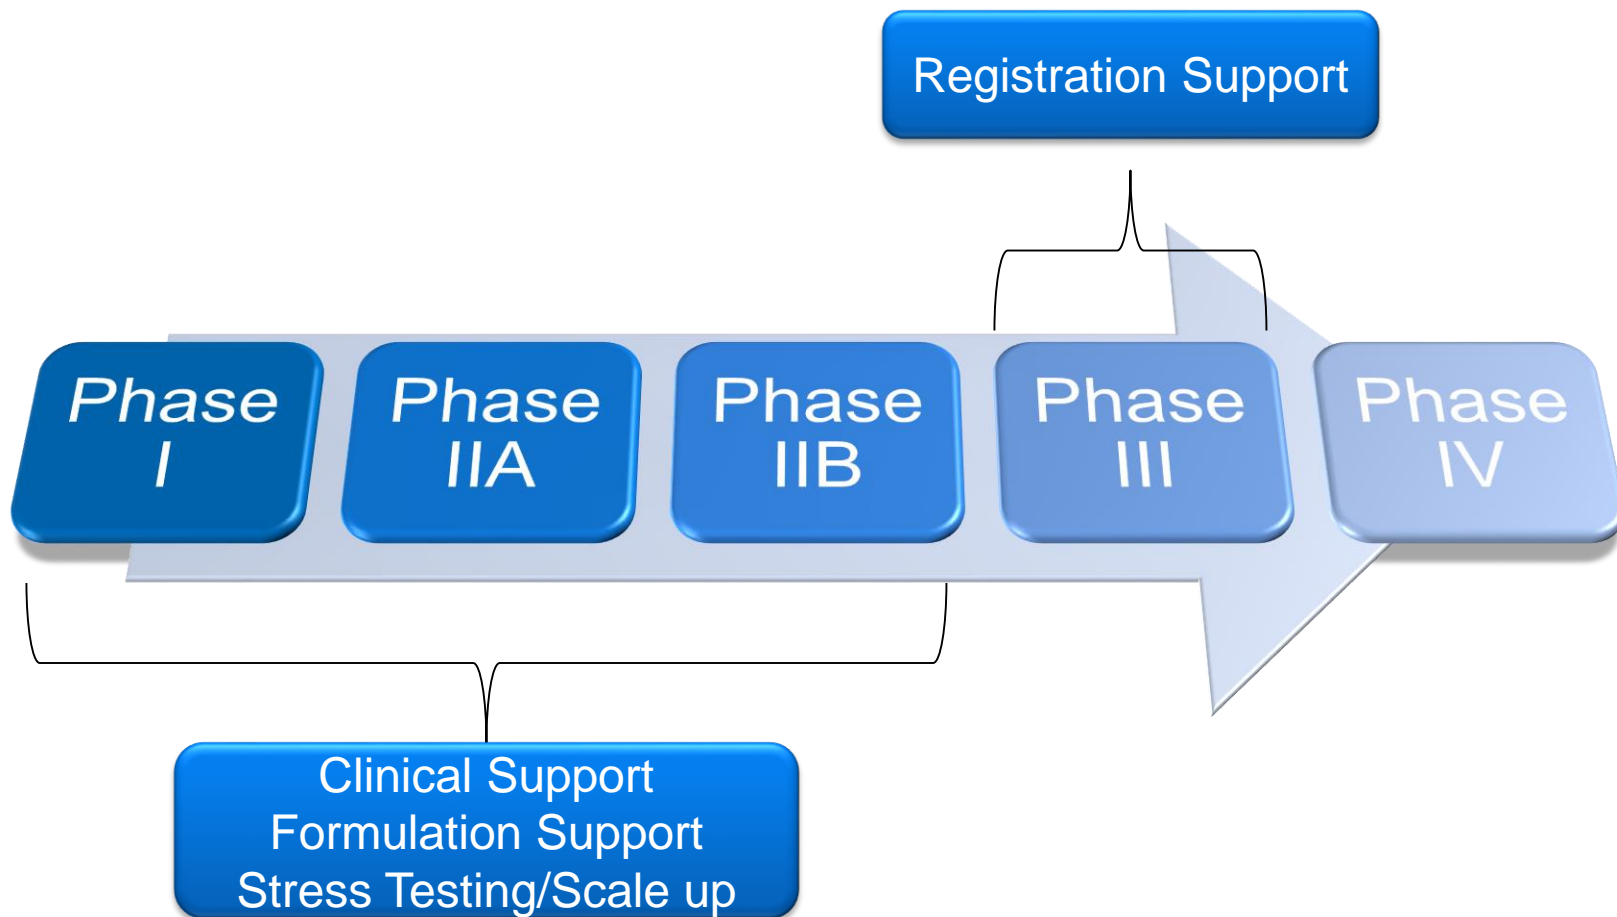 Registration Support
Phase
I
Phase
IIA
Phase
IIB
Phase
III
Phase
IV
Clinical Support
Formulation Support
Stress Testing/Scale up